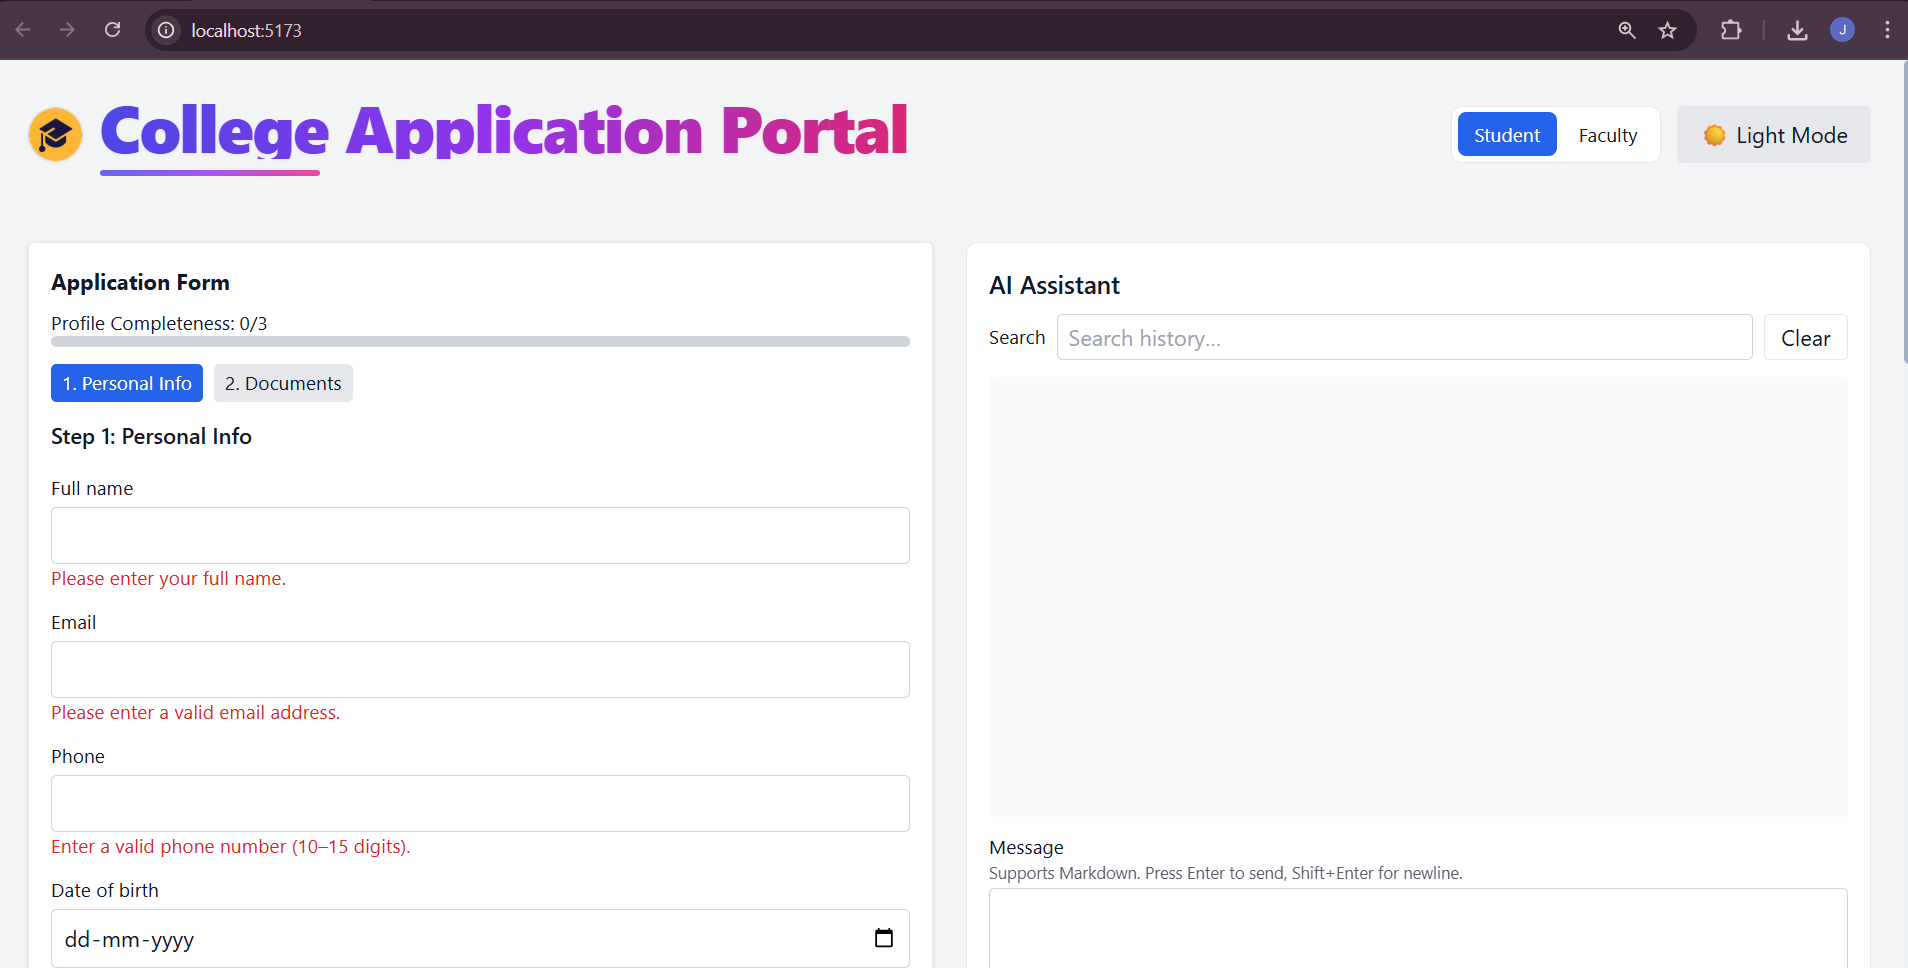 localhost:5173
J
College Application Portal
Student
Faculty
Light Mode
Application Form
Profile Completeness: 0/3
1. Personal Info
2. Documents
Step 1: Personal Info
Full name
Please enter your full name.
Email
Please enter a valid email address.
Phone
Enter a valid phone number (10–15 digits).
Date of birth
dd-mm-yyyy
AI Assistant
Search
Search history...
Clear
Message
Supports Markdown. Press Enter to send, Shift+Enter for newline.